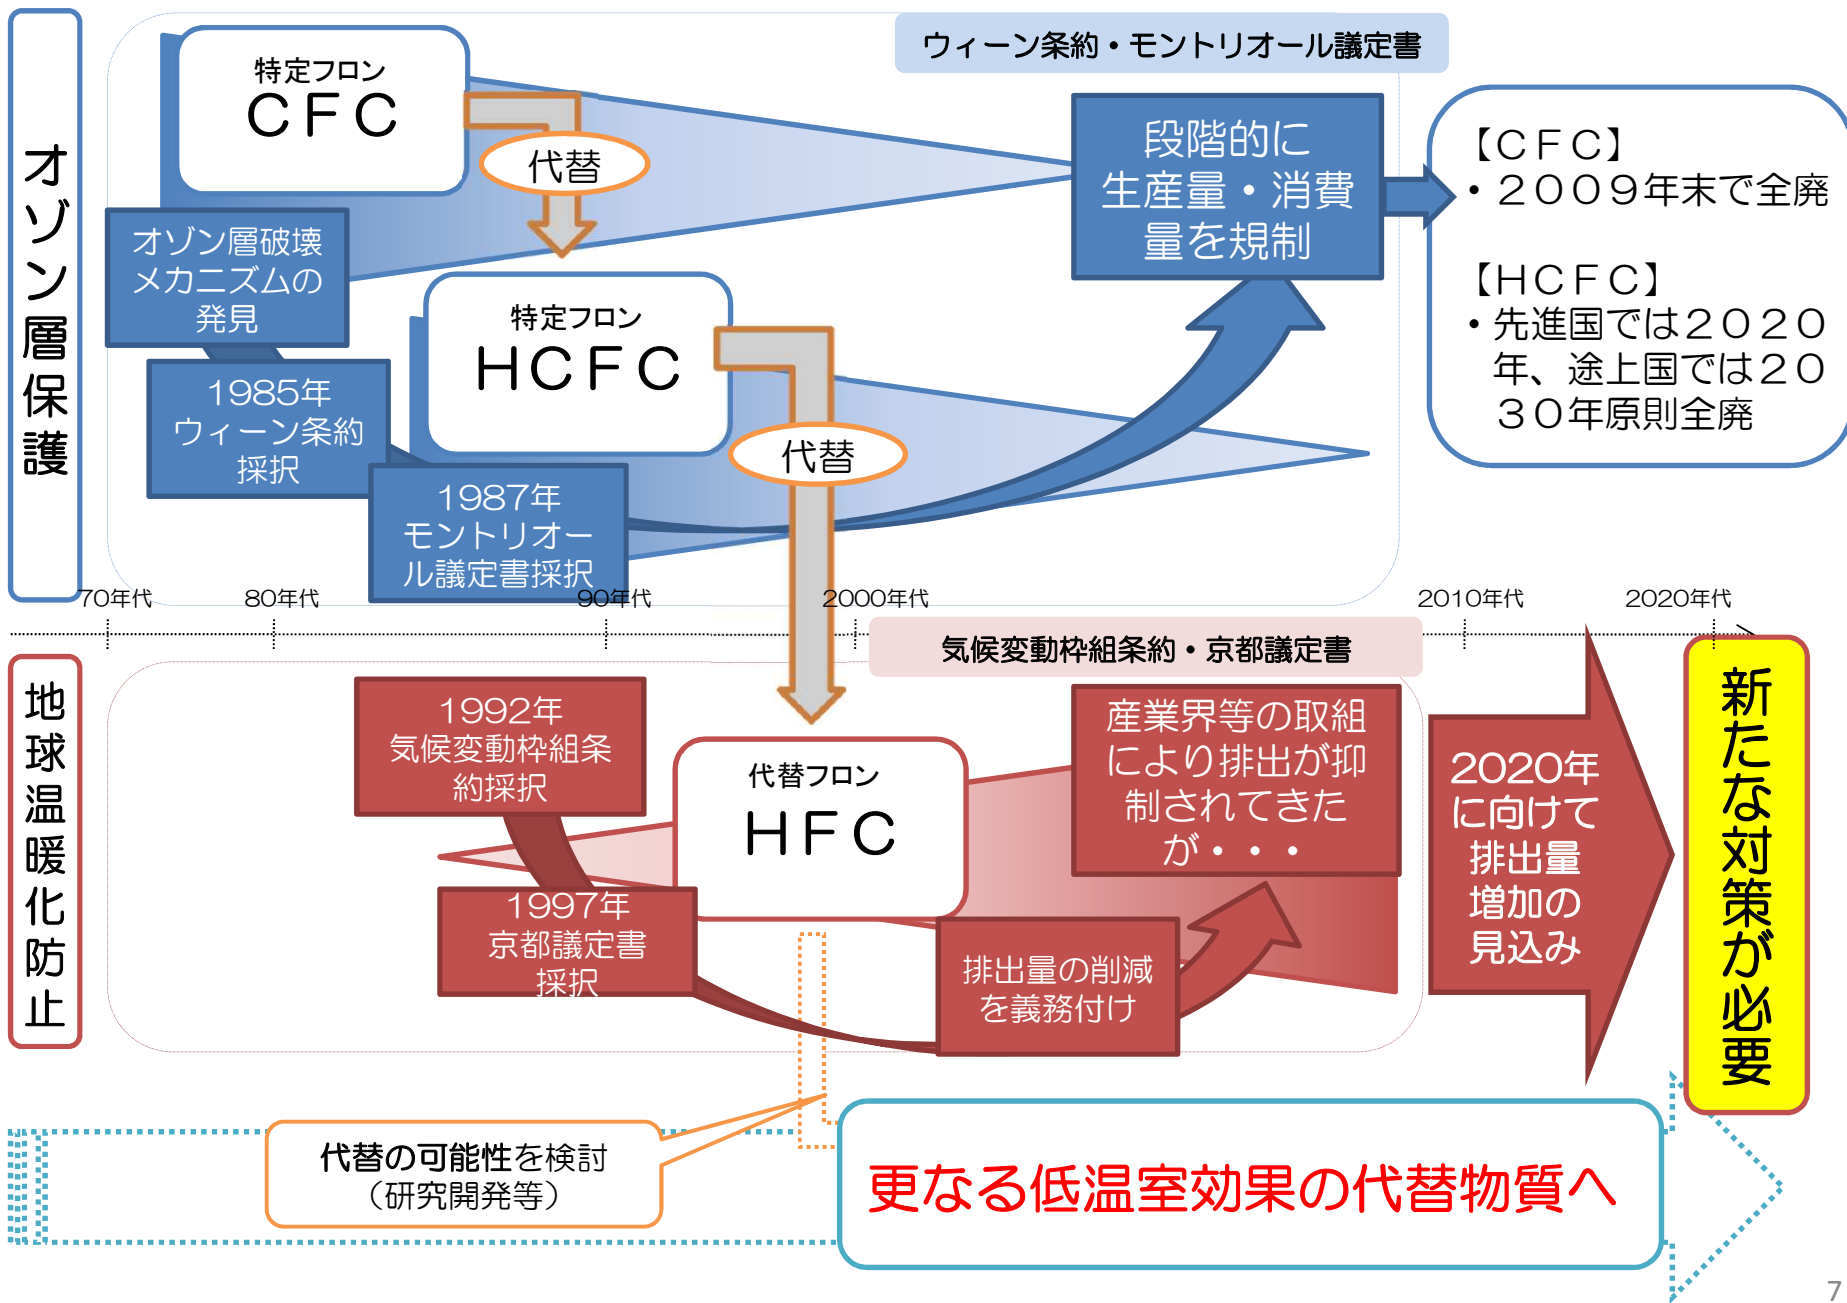 オゾン層保護
ウィーン条約・モントリオール議定書
特定フロン
ＣＦＣ
代替
オゾン層破壊
メカニズムの
発見
1985年
ウィーン条約
採択
1987年
モントリオー
ル議定書採択
特定フロン
ＨＣＦＣ
代替
段階的に
生産量・消費
量を規制
【ＣＦＣ】
・２００９年末で全廃
【ＨＣＦＣ】
・先進国では２０２０
年、途上国では２０
３０年原則全廃
70年代
80年代
90年代
2000年代
2010年代
2020年代
地球温暖化防止
気候変動枠組条約・京都議定書
1992年
気候変動枠組条
約採択
1997年
京都議定書
採択
代替フロン
ＨＦＣ
排出量の削減
を義務付け
産業界等の取組
により排出が抑
制されてきた
が・・・
2020年
に向けて
排出量
増加の
見込み
新たな対策が必要
代替の可能性を検討
（研究開発等）
更なる低温室効果の代替物質へ
7